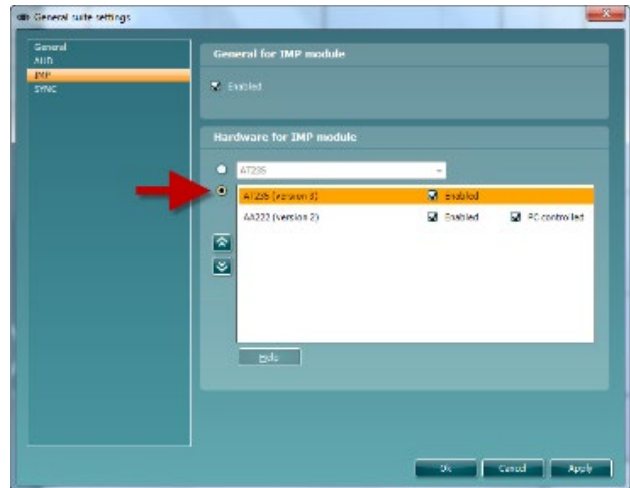 General suite settings
General
AUD
IMP
SYNC
General for IMP module
Enabled
Hardware for IMP module
AT235
AT235 (version 3) Enabled
AA222 (version 2) Enabled PC controlled
Help
Ok Cancel Apply